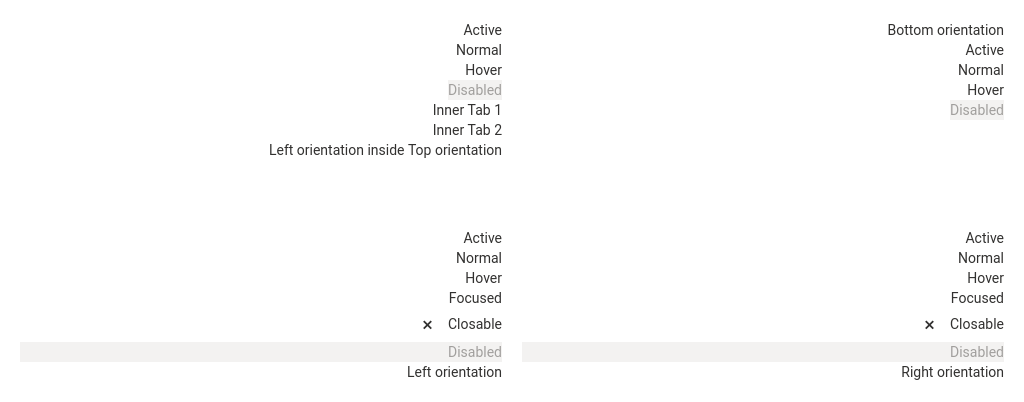 Active
Normal
Hover
Disabled
Inner Tab 1
Inner Tab 2
Left orientation inside Top orientation
Bottom orientation
Active
Normal
Hover
Disabled
Active
Normal
Hover
Focused
× Closable
Disabled
Left orientation
Active
Normal
Hover
Focused
× Closable
Disabled
Right orientation